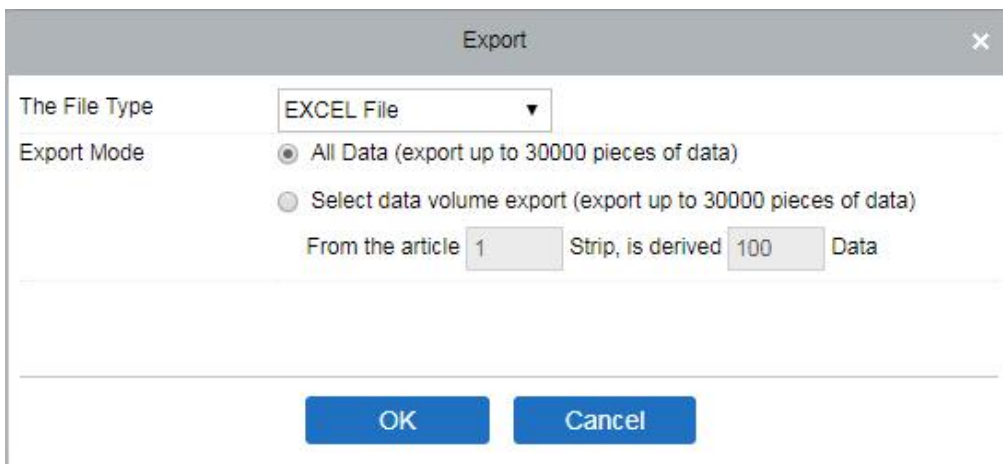 Export
The File Type EXCEL File
Export Mode All Data (export up to 30000 pieces of data)
Select data volume export (export up to 30000 pieces of data)
From the article 1 Strip, is derived 100 Data
OK Cancel